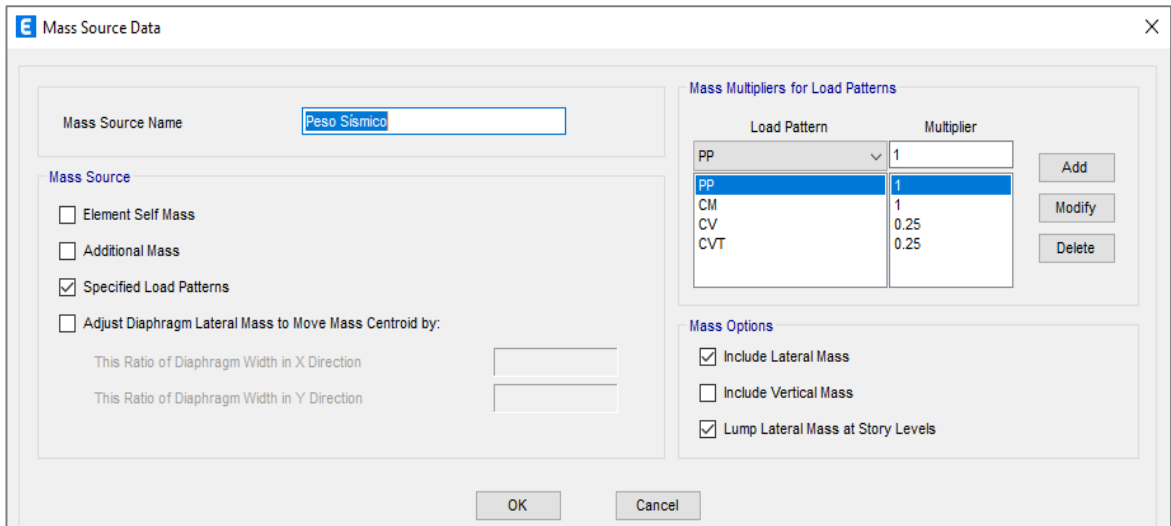 E Mass Source Data
Mass Source Name Peso Sísmico
Mass Source
Element Self Mass
Additional Mass
Specified Load Patterns
Adjust Diaphragm Lateral Mass to Move Mass Centroid by:
This Ratio of Diaphragm Width in X Direction
This Ratio of Diaphragm Width in Y Direction
Mass Multipliers for Load Patterns
Load Pattern Multiplier
PP 1
PP 1
CM 1
CV 0.25
CVT 0.25
Add
Modify
Delete
Mass Options
Include Lateral Mass
Include Vertical Mass
Lump Lateral Mass at Story Levels
OK Cancel